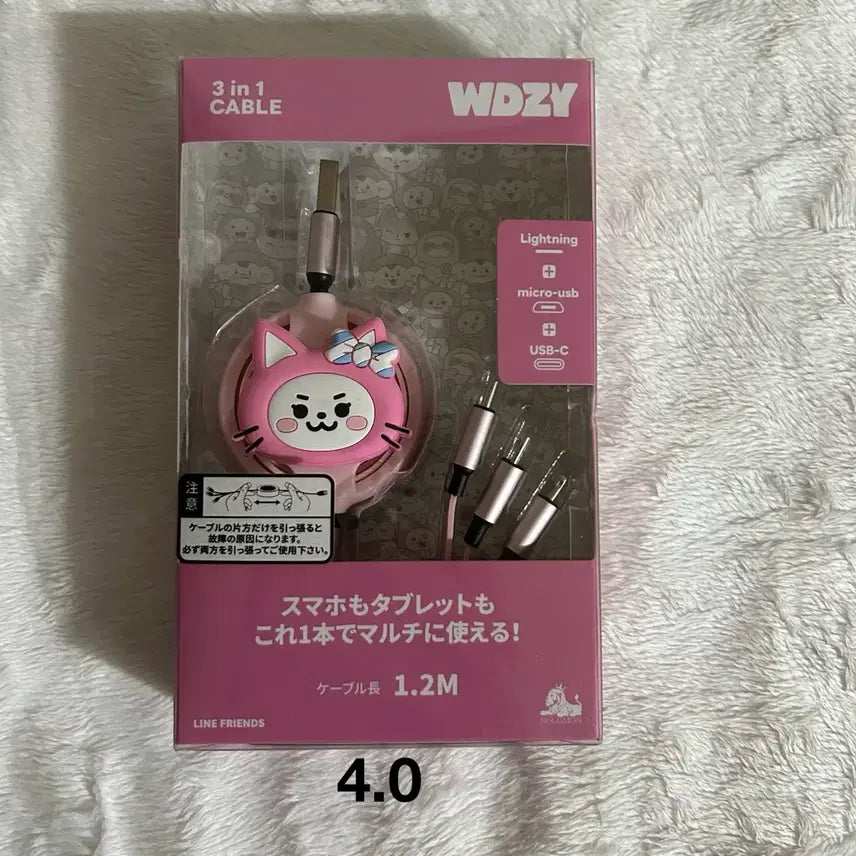 3 in 1
CABLE
WDZY
Lightning
micro-usb
USB-C
注意
ケーブルの片方だけを引っ張ると
故障の原因になります。
必ず両方を引っ張ってご使用下さい。
スマホもタブレットも
これ1本でマルチに使える!
ケーブル長 1.2M
LINE FRIENDS
SOLOMON
4.0